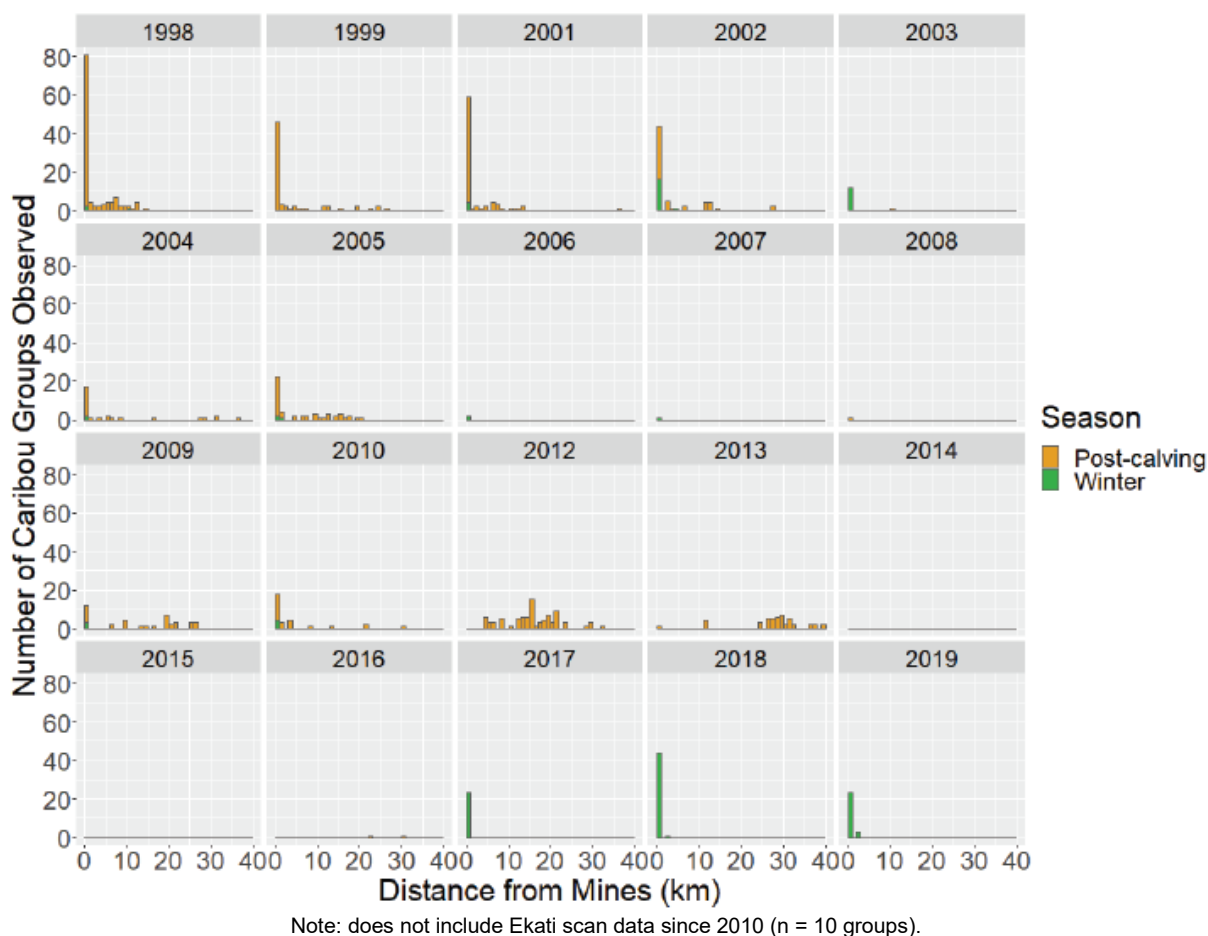 1998 1999 2001 2002 2003
80
60
40
20
0
2004 2005 2006 2007 2008
80
60
40
20
0
2009 2010 2012 2013 2014
80
60
40
20
0
2015 2016 2017 2018 2019
80
60
40
20
0
0 10 20 30 40 0 10 20 30 40 0 10 20 30 40 0 10 20 30 40 0 10 20 30 40
Number of Caribou Groups Observed
Distance from Mines (km)
Season
Post-calving
Winter
Note: does not include Ekati scan data since 2010 (n = 10 groups).